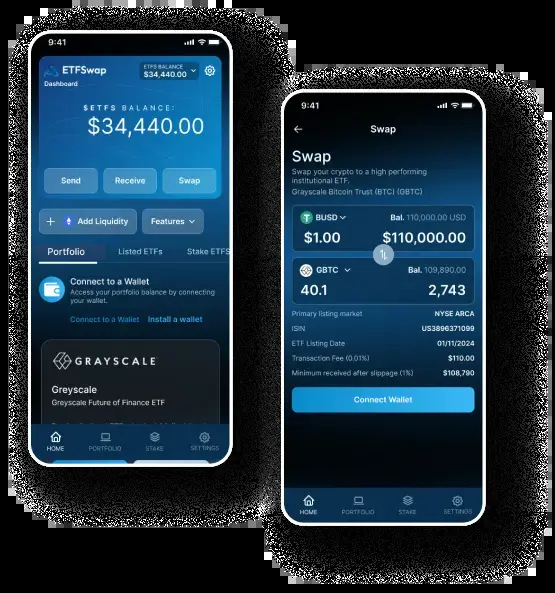 9:41
ETFSwap
ETFS BALANCE
$34,440.00
Dashboard
$ETFS BALANCE:
$34,440.00
Send Receive Swap
+ Add Liquidity Features
Portfolio Listed ETFs Stake ETFS
Connect to a Wallet
Access your portfolio balance by connecting
your wallet.
Connect to a Wallet Install a wallet
GRAYSCALE
Greyscale
Grayscale Future of Finance ETF
HOME PORTFOLIO STAKE SETTINGS
9:41
Swap
Swap
Swap your crypto to a high performing
institutional ETF.
Grayscale Bitcoin Trust (BTC) (GBTC)
BUSD Bal. 110,000.00 USD
$1.00 $110,000.00
GBTC Bal. 109,890.00
40.1 2,743
Primary listing market NYSE ARCA
ISIN US3896371099
ETF Listing Date 01/11/2024
Transaction Fee (0.01%) $110.00
Minimum received after slippage (1%) $108,790
Connect Wallet
HOME PORTFOLIO STAKE SETTINGS